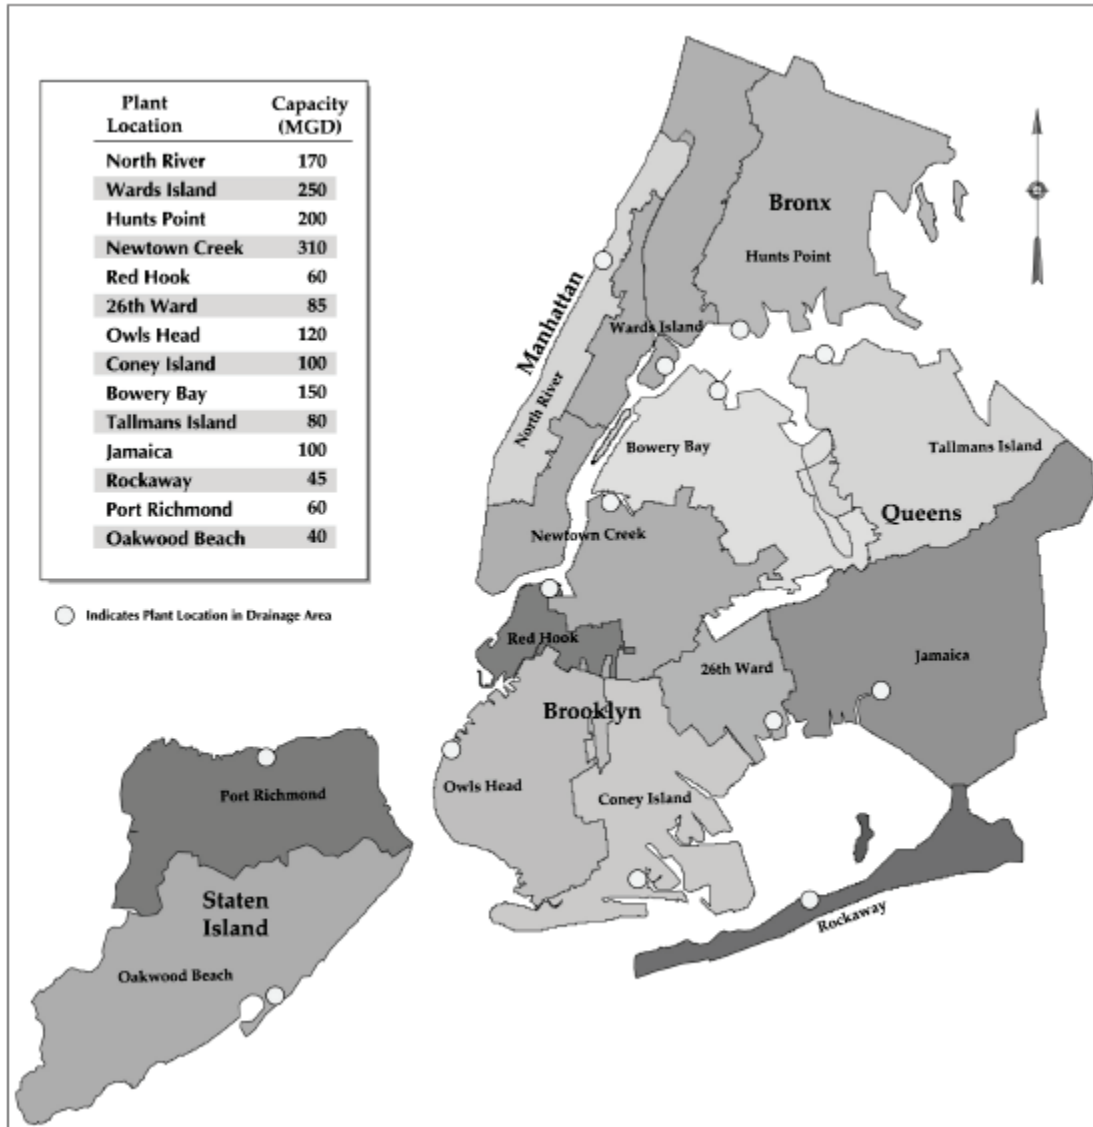 Plant Location
Capacity (MGD)
North River 170
Wards Island 250
Hunts Point 200
Newtown Creek 310
Red Hook 60
26th Ward 85
Owls Head 120
Coney Island 100
Bowery Bay 150
Tallmans Island 80
Jamaica 100
Rockaway 45
Port Richmond 60
Oakwood Beach 40
Indicates Plant Location in Drainage Area
Bronx
Hunts Point
Manhattan
Wards Island
North River
Bowery Bay
Tallmans Island
Queens
Newtown Creek
Red Hook
26th Ward
Jamaica
Brooklyn
Owls Head
Coney Island
Port Richmond
Staten
Island
Oakwood Beach
Rockaway